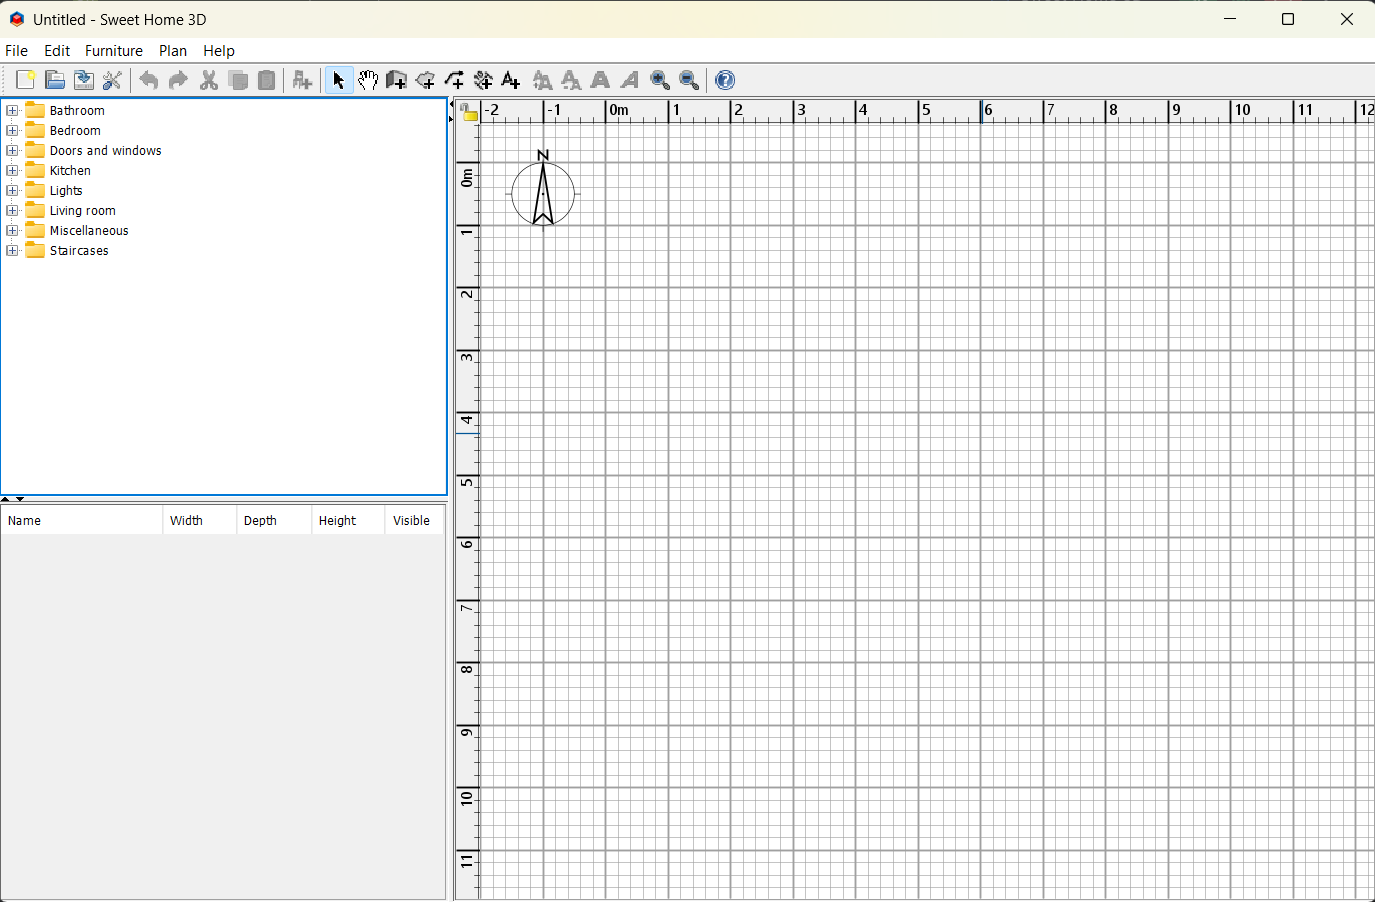 Untitled - Sweet Home 3D
File Edit Furniture Plan Help
Bathroom
Bedroom
Doors and windows
Kitchen
Lights
Living room
Miscellaneous
Staircases
Name Width Depth Height Visible
-2 -1 0m 1 2 3 4 5 6 7 8 9 10 11 12
N
0m
1
2
3
4
5
6
7
8
9
10
11